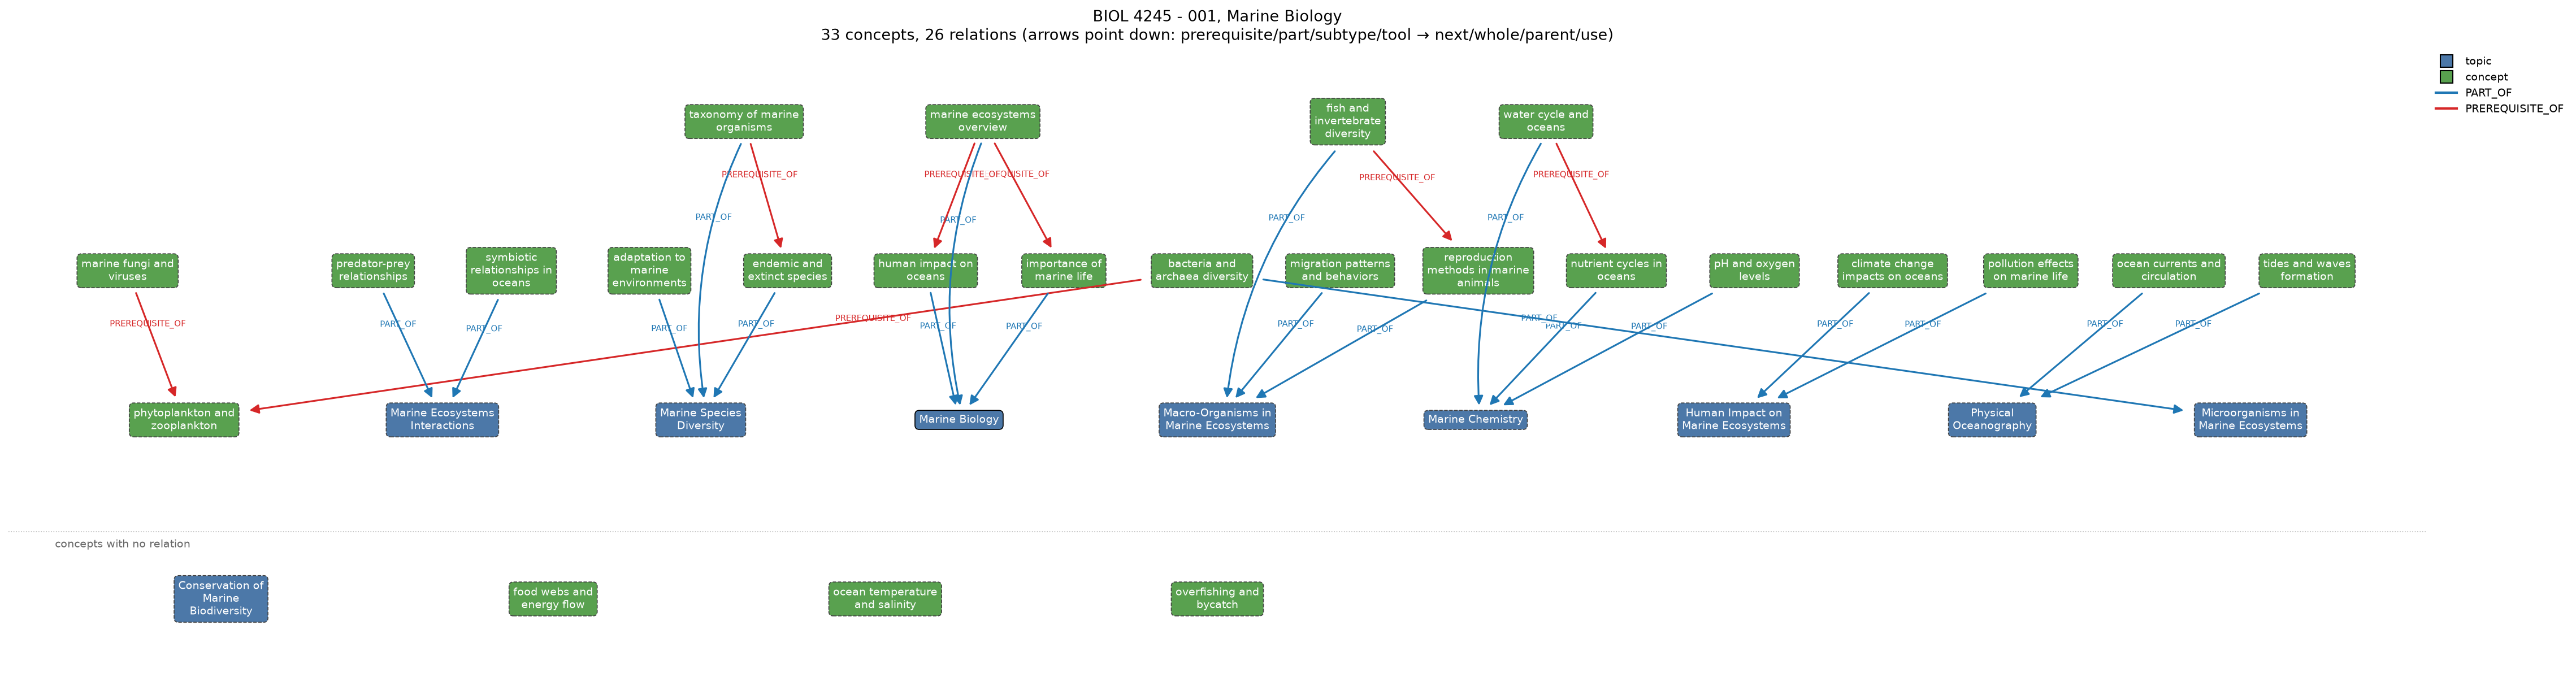 BIOL 4245 - 001, Marine Biology
33 concepts, 26 relations (arrows point down: prerequisite/part/subtype/tool → next/whole/parent/use)
topic
concept
PART_OF
PREREQUISITE_OF
taxonomy of marine
organisms
marine ecosystems
overview
fish and
invertebrate
diversity
water cycle and
oceans
PREREQUISITE_OF
PREREQUISITE_OF
QUISITE_OF
PREREQUISITE_OF
PREREQUISITE_OF
PART_OF
PART_OF
PART_OF
PART_OF
marine fungi and
viruses
predator-prey
relationships
symbiotic
relationships in
oceans
adaptation to
marine
environments
endemic and
extinct species
human impact on
oceans
importance of
marine life
bacteria and
archaea diversity
migration patterns
and behaviors
reproduction
methods in marine
animals
nutrient cycles in
oceans
pH and oxygen
levels
climate change
impacts on oceans
pollution effects
on marine life
ocean currents and
circulation
tides and waves
formation
PREREQUISITE_OF
PART_OF
PART_OF
PART_OF
PART_OF
PREREQUISITE_OF
PART_OF
PART_OF
PART_OF
PART_OF
PART_OF
PART_OF
PART_OF
PART_OF
PART_OF
PART_OF
PART_OF
phytoplankton and
zooplankton
Marine Ecosystems
Interactions
Marine Species
Diversity
Marine Biology
Macro-Organisms in
Marine Ecosystems
Marine Chemistry
Human Impact on
Marine Ecosystems
Physical
Oceanography
Microorganisms in
Marine Ecosystems
concepts with no relation
Conservation of
Marine
Biodiversity
food webs and
energy flow
ocean temperature
and salinity
overfishing and
bycatch